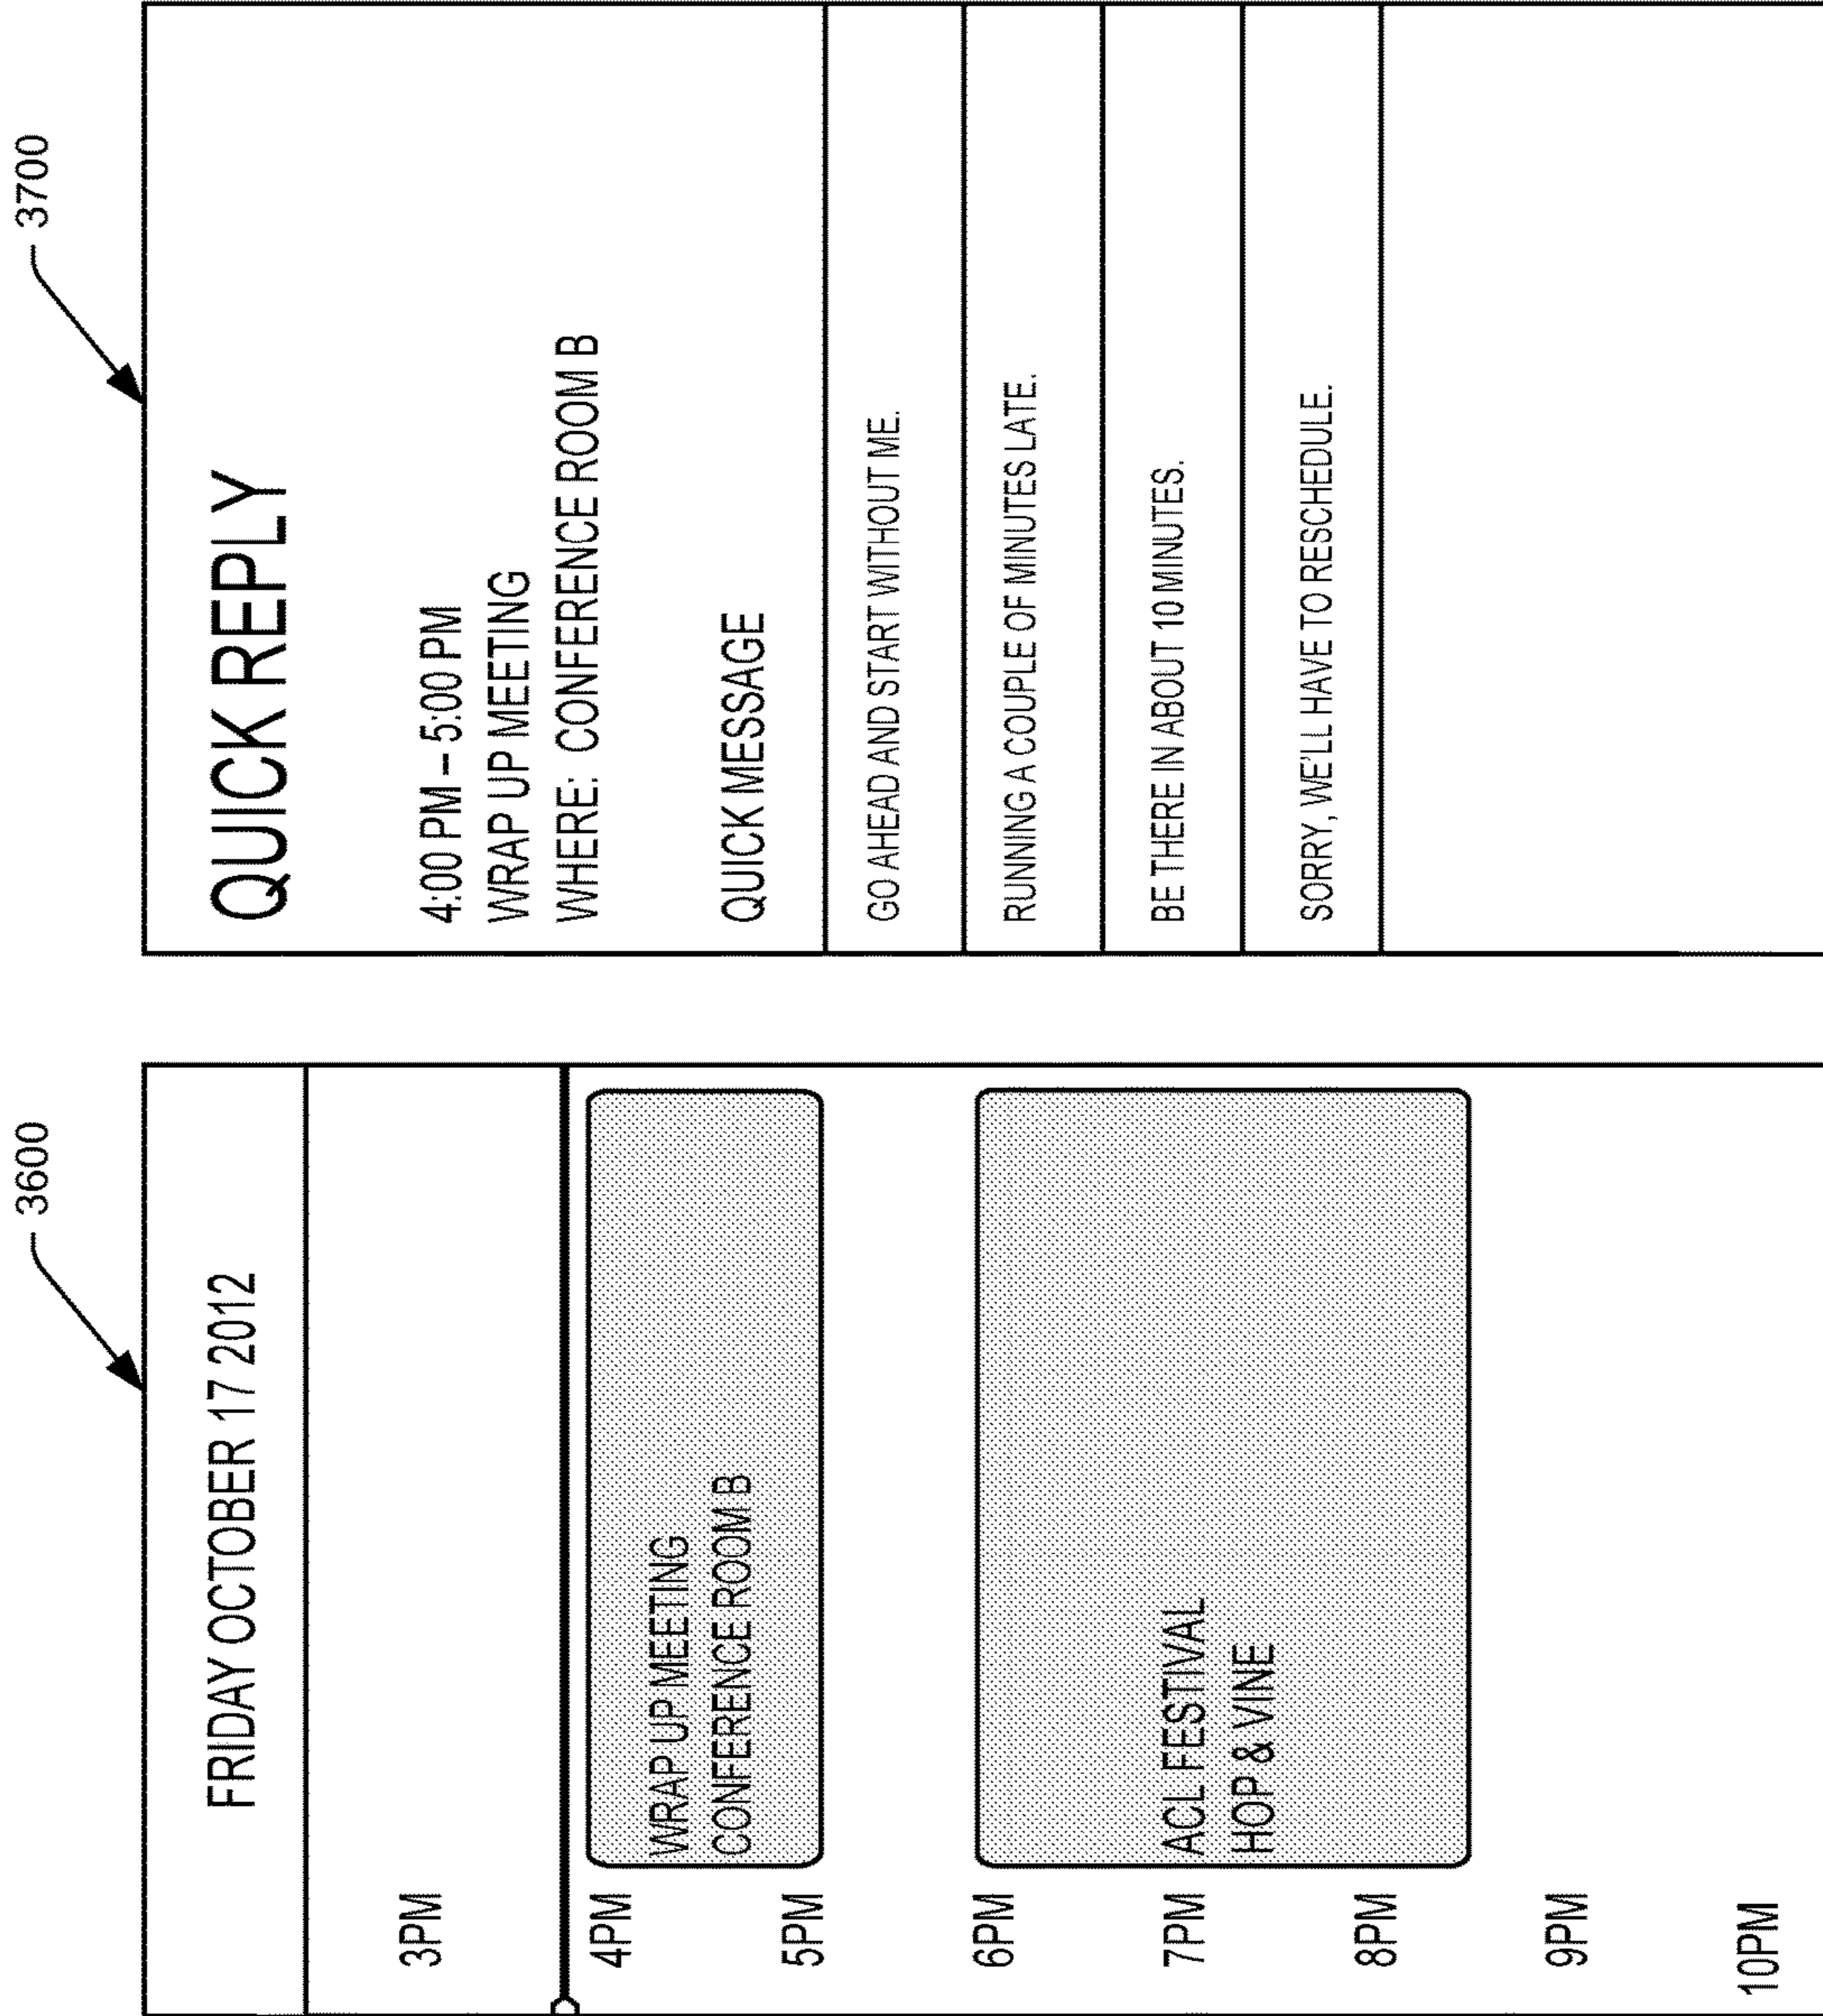 3600
FRIDAY OCTOBER 17 2012
3PM
4PM
WRAP UP MEETING
CONFERENCE ROOM B
5PM
6PM
7PM
ACL FESTIVAL
HOP & VINE
8PM
9PM
10PM
3700
QUICK REPLY
4:00 PM – 5:00 PM
WRAP UP MEETING
WHERE: CONFERENCE ROOM B
QUICK MESSAGE
GO AHEAD AND START WITHOUT ME.
RUNNING A COUPLE OF MINUTES LATE.
BE THERE IN ABOUT 10 MINUTES.
SORRY, WE'LL HAVE TO RESCHEDULE.